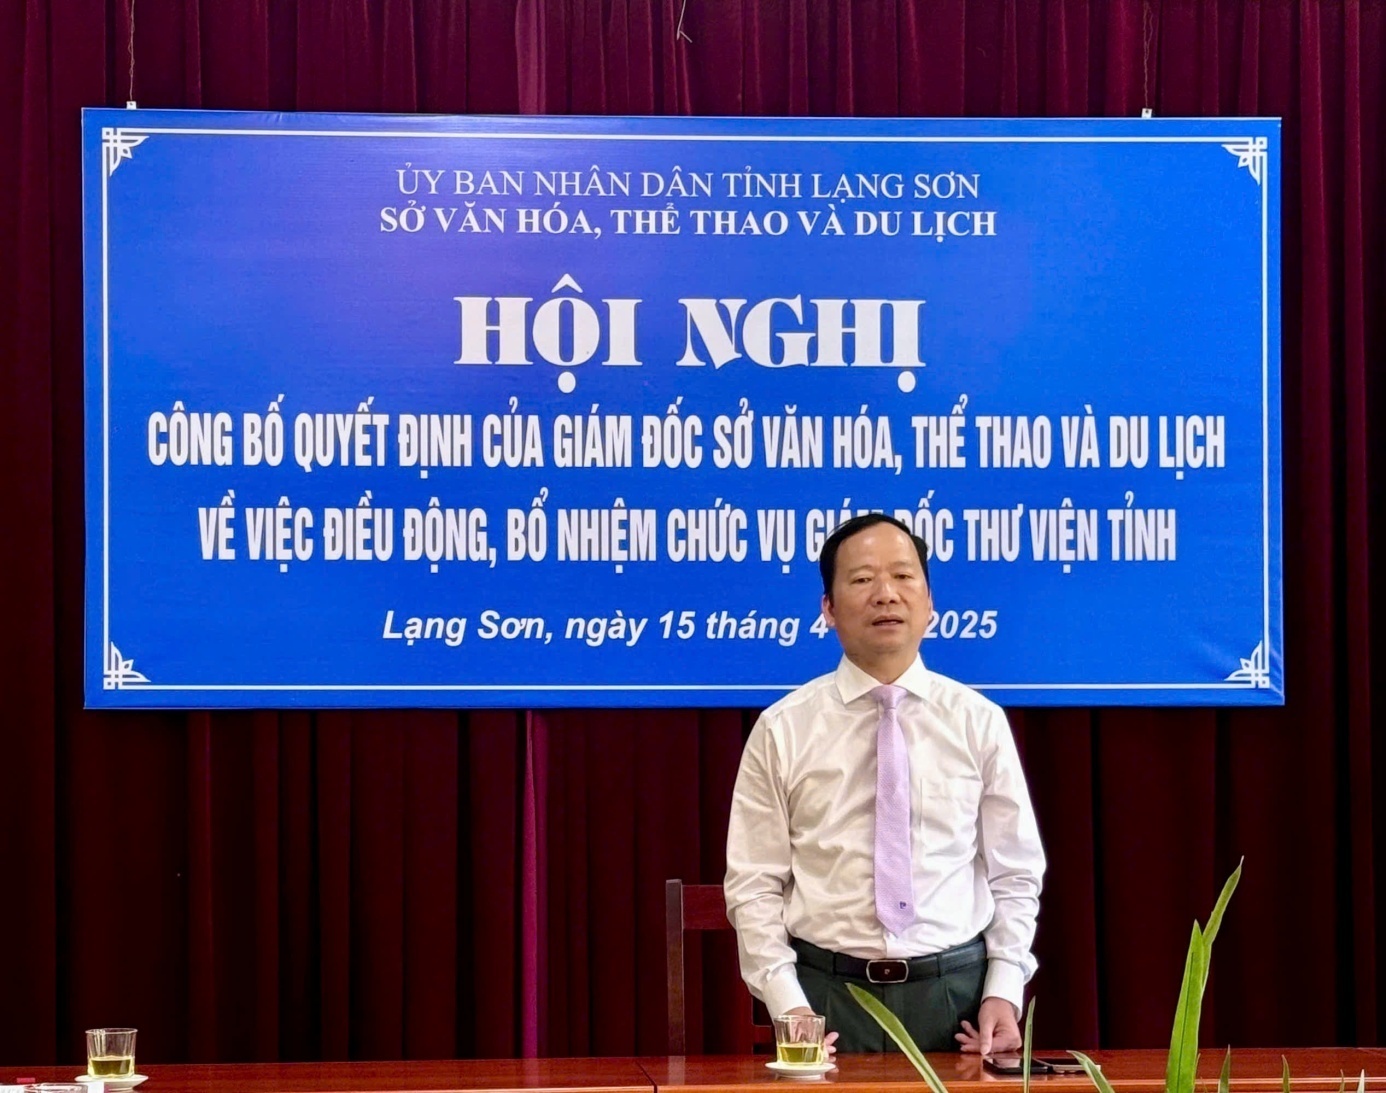 ỦY BAN NHÂN DÂN TỈNH LẠNG SƠN
SỞ VĂN HÓA, THỂ THAO VÀ DU LỊCH
HỘI NGHỊ
CÔNG BỐ QUYẾT ĐỊNH CỦA GIÁM ĐỐC SỞ VĂN HÓA, THỂ THAO VÀ DU LỊCH
VỀ VIỆC ĐIỀU ĐỘNG, BỔ NHIỆM CHỨC VỤ GIÁM ĐỐC THƯ VIỆN TỈNH
Lạng Sơn, ngày 15 tháng 4 2025